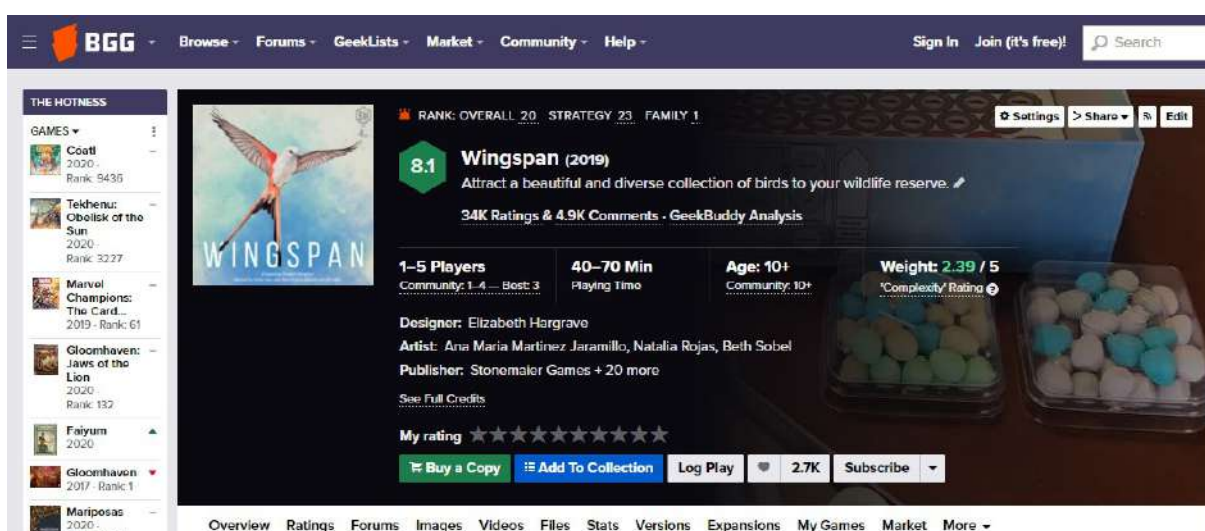 BGG
Browse
Forums
GeekLists
Market
Community
Help
Sign In
Join (it's free)!
Search
THE HOTNESS
GAMES
Cóatl
2020 -
Rank: 9436
Tekhenu:
Obelisk of the
Sun
2020 -
Rank: 3227
Marvel
Champions:
The Card...
2019 - Rank: 61
Gloomhaven:
Jaws of the
Lion
2020 -
Rank: 132
Faiyum
2020
Gloomhaven
2017 - Rank: 1
Mariposas
2020 -
WINGSPAN
RANK: OVERALL 20 STRATEGY 23 FAMILY 1
Settings
Share
Edit
8.1
Wingspan (2019)
Attract a beautiful and diverse collection of birds to your wildlife reserve.
34K Ratings & 4.9K Comments · GeekBuddy Analysis
1–5 Players
Community: 1–4 — Best: 3
40–70 Min
Playing Time
Age: 10+
Community: 10+
Weight: 2.39 / 5
'Complexity' Rating
Designer: Elizabeth Hargrave
Artist: Ana Maria Martinez Jaramillo, Natalia Rojas, Beth Sobel
Publisher: Stonemaier Games + 20 more
See Full Credits
My rating
Buy a Copy
Add To Collection
Log Play
2.7K
Subscribe
Overview Ratings Forums Images Videos Files Stats Versions Expansions My Games Market More